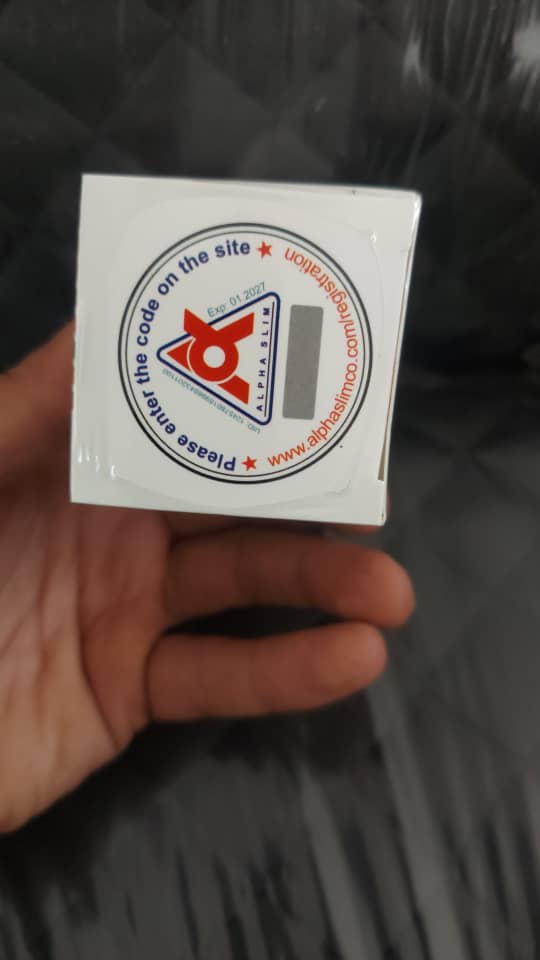 Please enter the code on the site
www.alphaslimco.com/registration
Exp: 01.2027
ALPHA SLIM